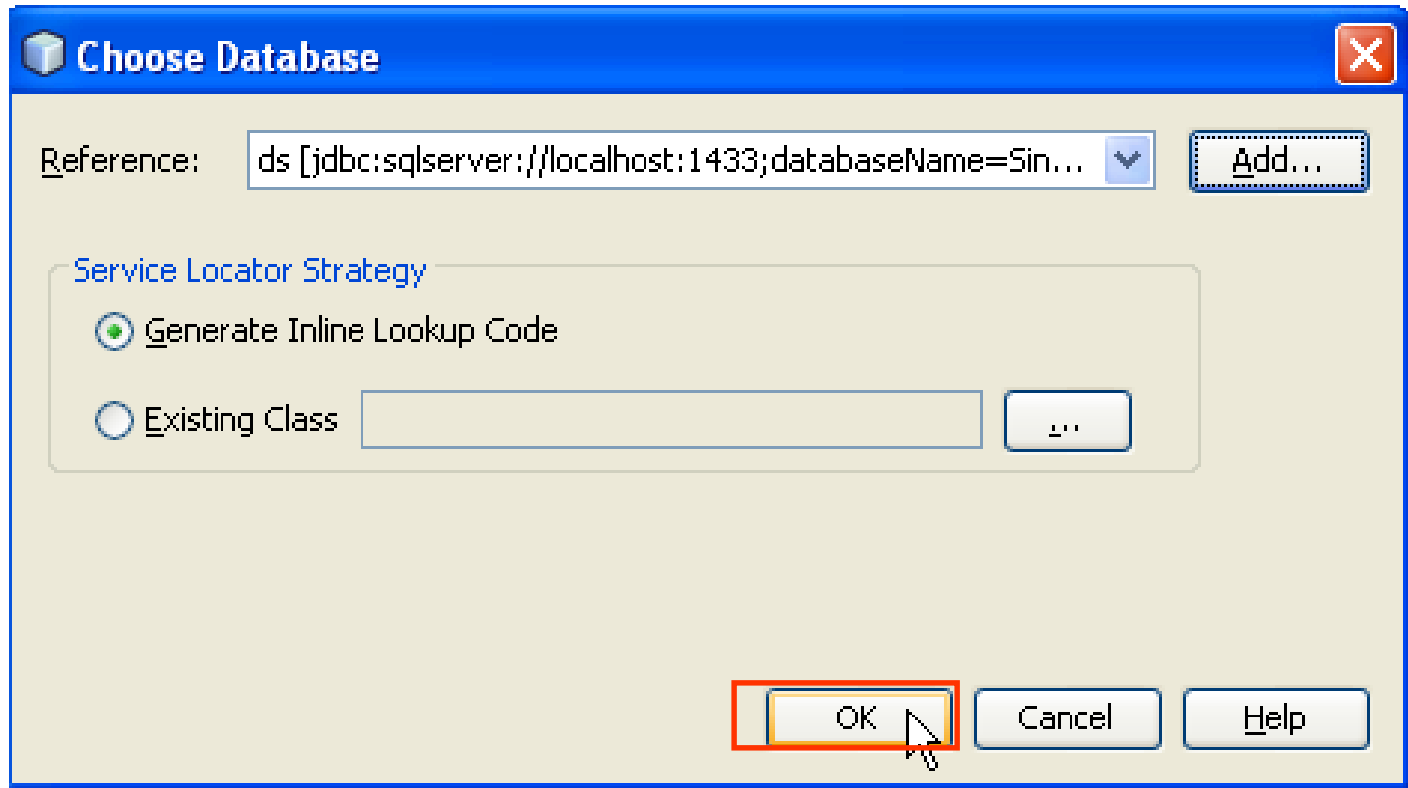 Choose Database
Reference: ds [jdbc:sqlserver://localhost:1433;databaseName=Sin... Add...
Service Locator Strategy
Generate Inline Lookup Code
Existing Class ...
OK Cancel Help